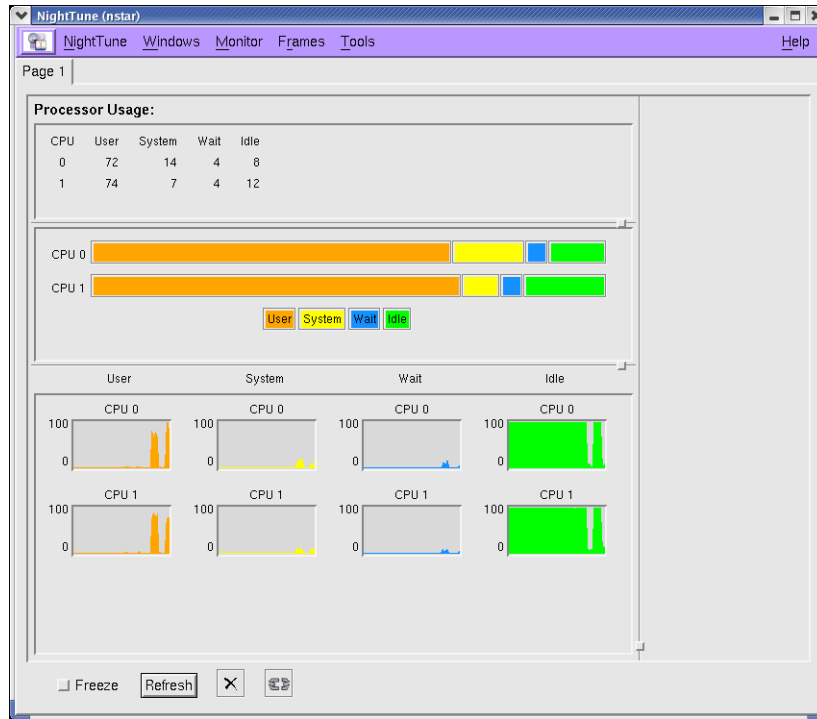 NightTune (nstar)
NightTune Windows Monitor Frames Tools Help
Page 1
Processor Usage:
CPU User System Wait Idle
0 72 14 4 8
1 74 7 4 12
CPU 0
CPU 1
User System Wait Idle
User System Wait Idle
CPU 0 CPU 0 CPU 0 CPU 0
100 100 100 100
0 0 0 0
CPU 1 CPU 1 CPU 1 CPU 1
100 100 100 100
0 0 0 0
Freeze Refresh